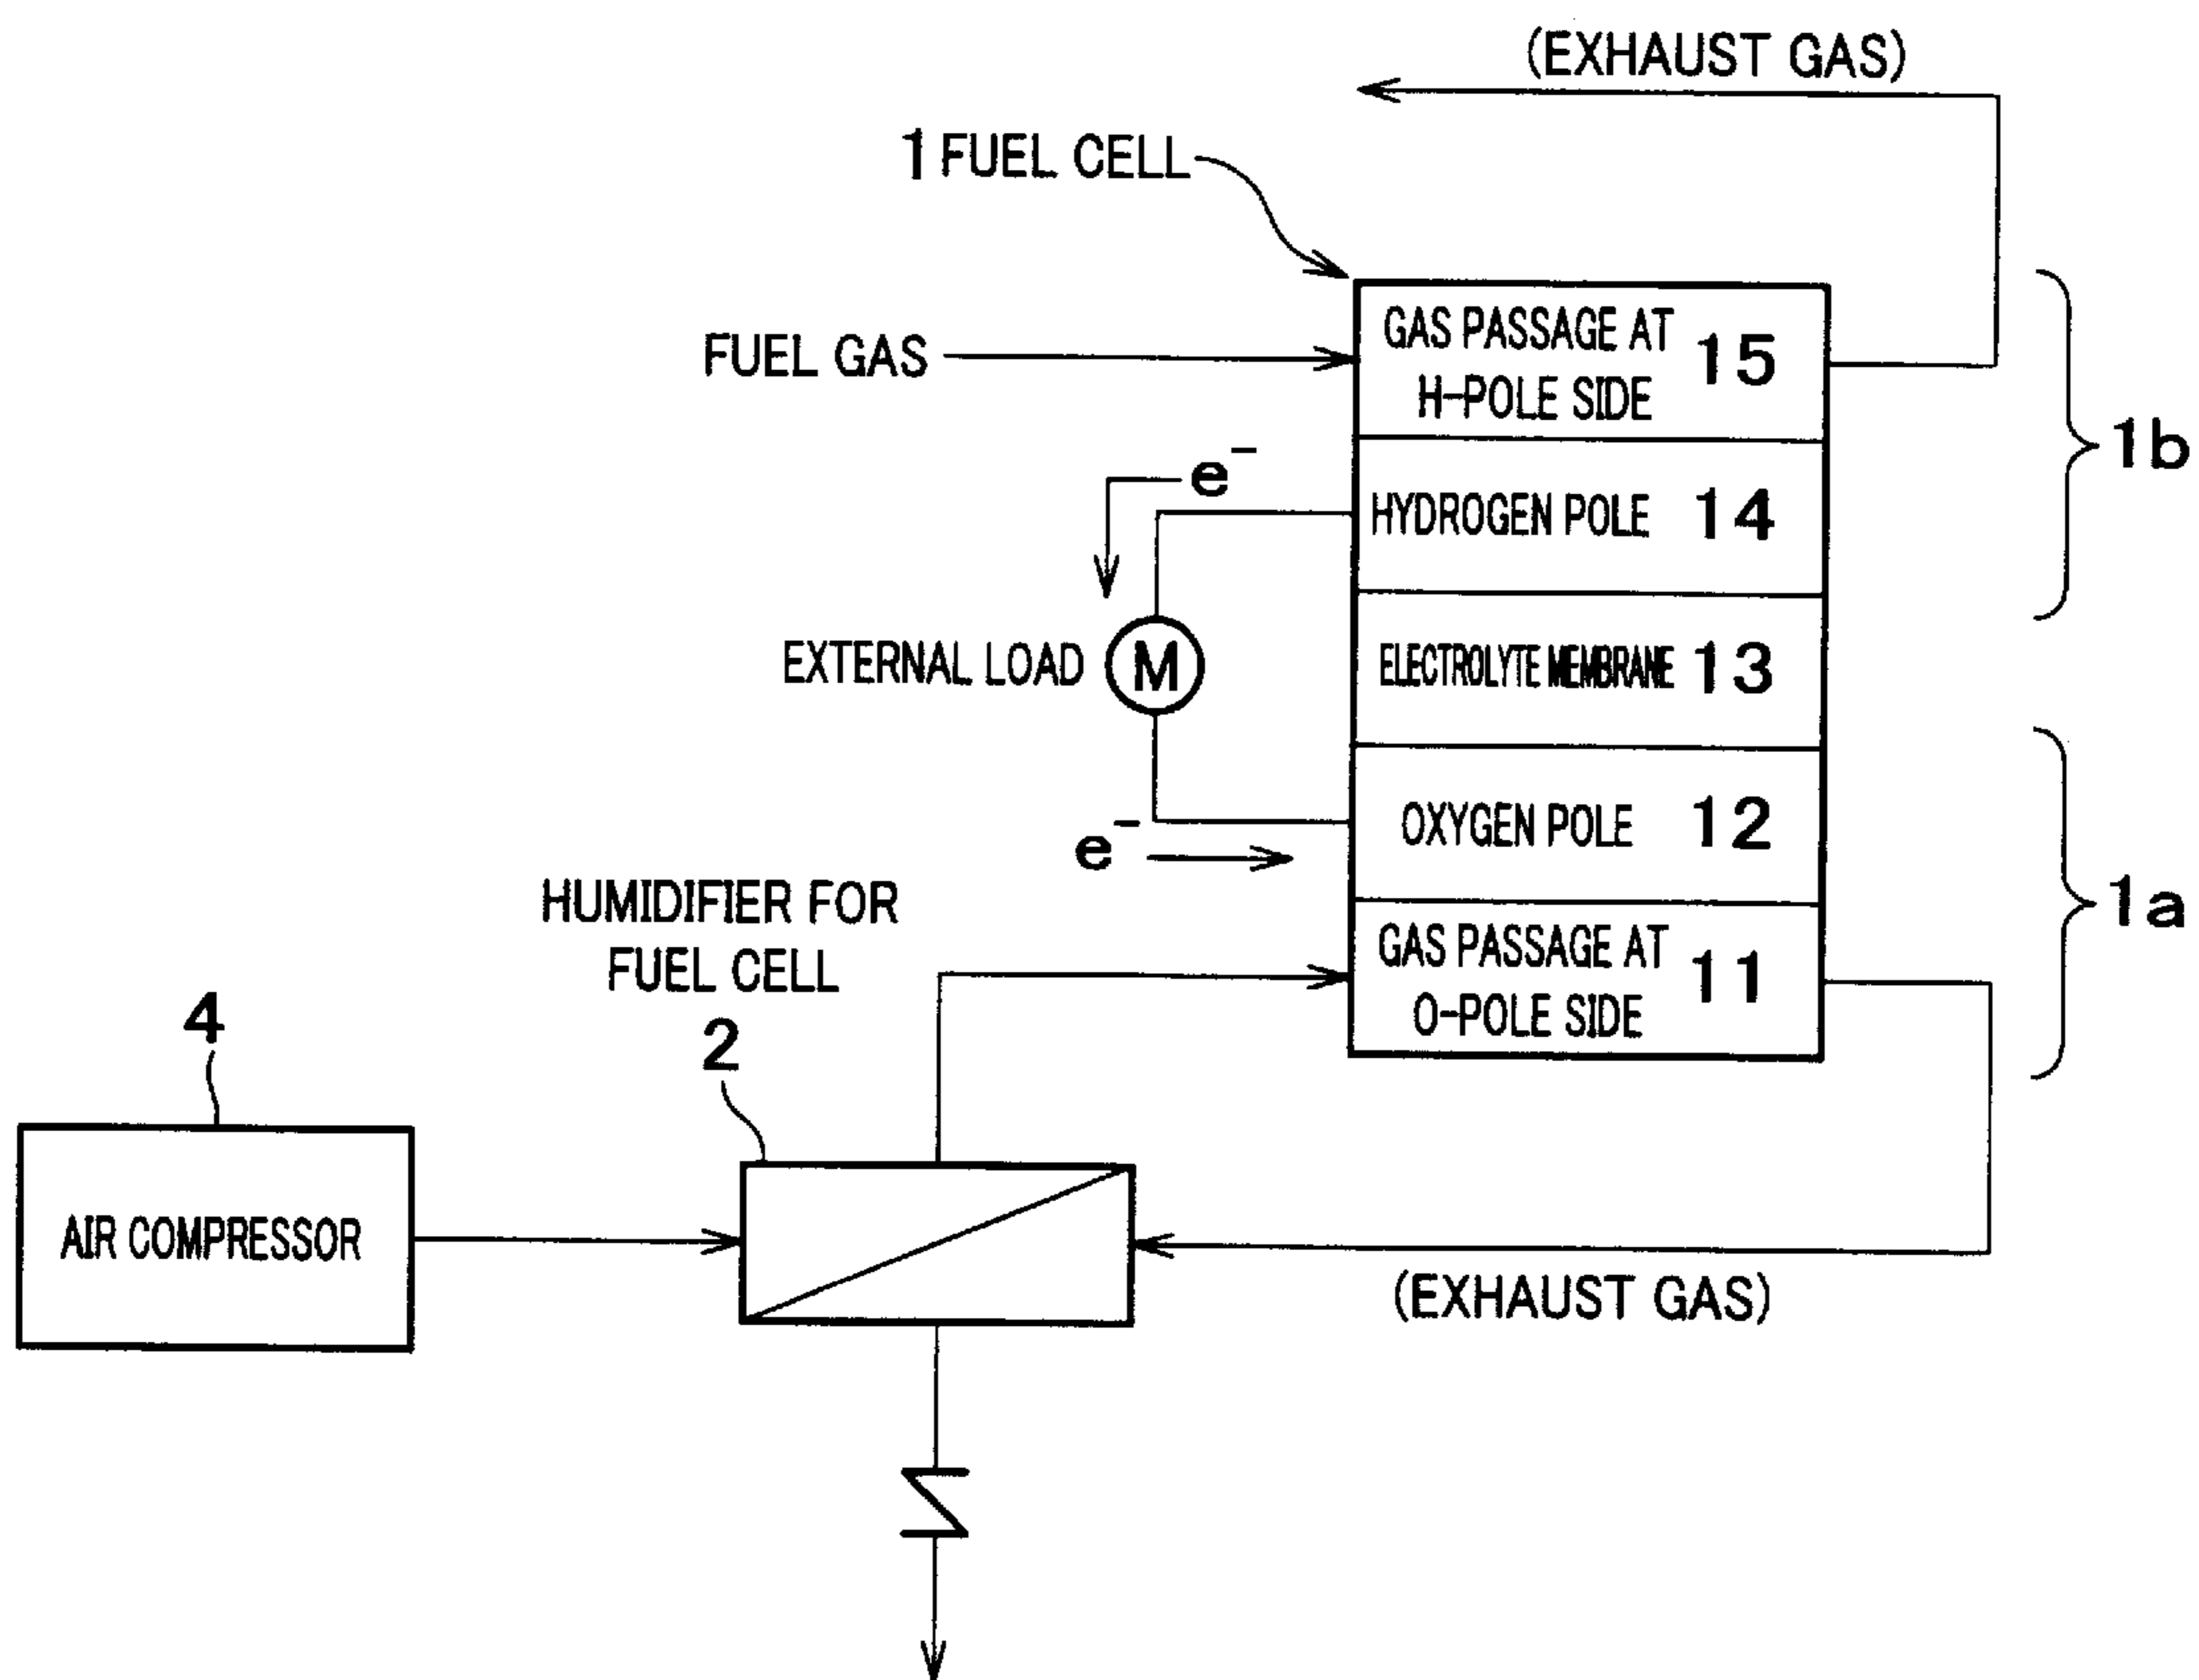 (EXHAUST GAS)
1 FUEL CELL
FUEL GAS
GAS PASSAGE AT
H-POLE SIDE
15
1b
e⁻
HYDROGEN POLE 14
EXTERNAL LOAD
M
ELECTROLYTE MEMBRANE 13
OXYGEN POLE 12
e⁻
1a
HUMIDIFIER FOR
FUEL CELL
GAS PASSAGE AT
O-POLE SIDE
11
4
2
AIR COMPRESSOR
(EXHAUST GAS)